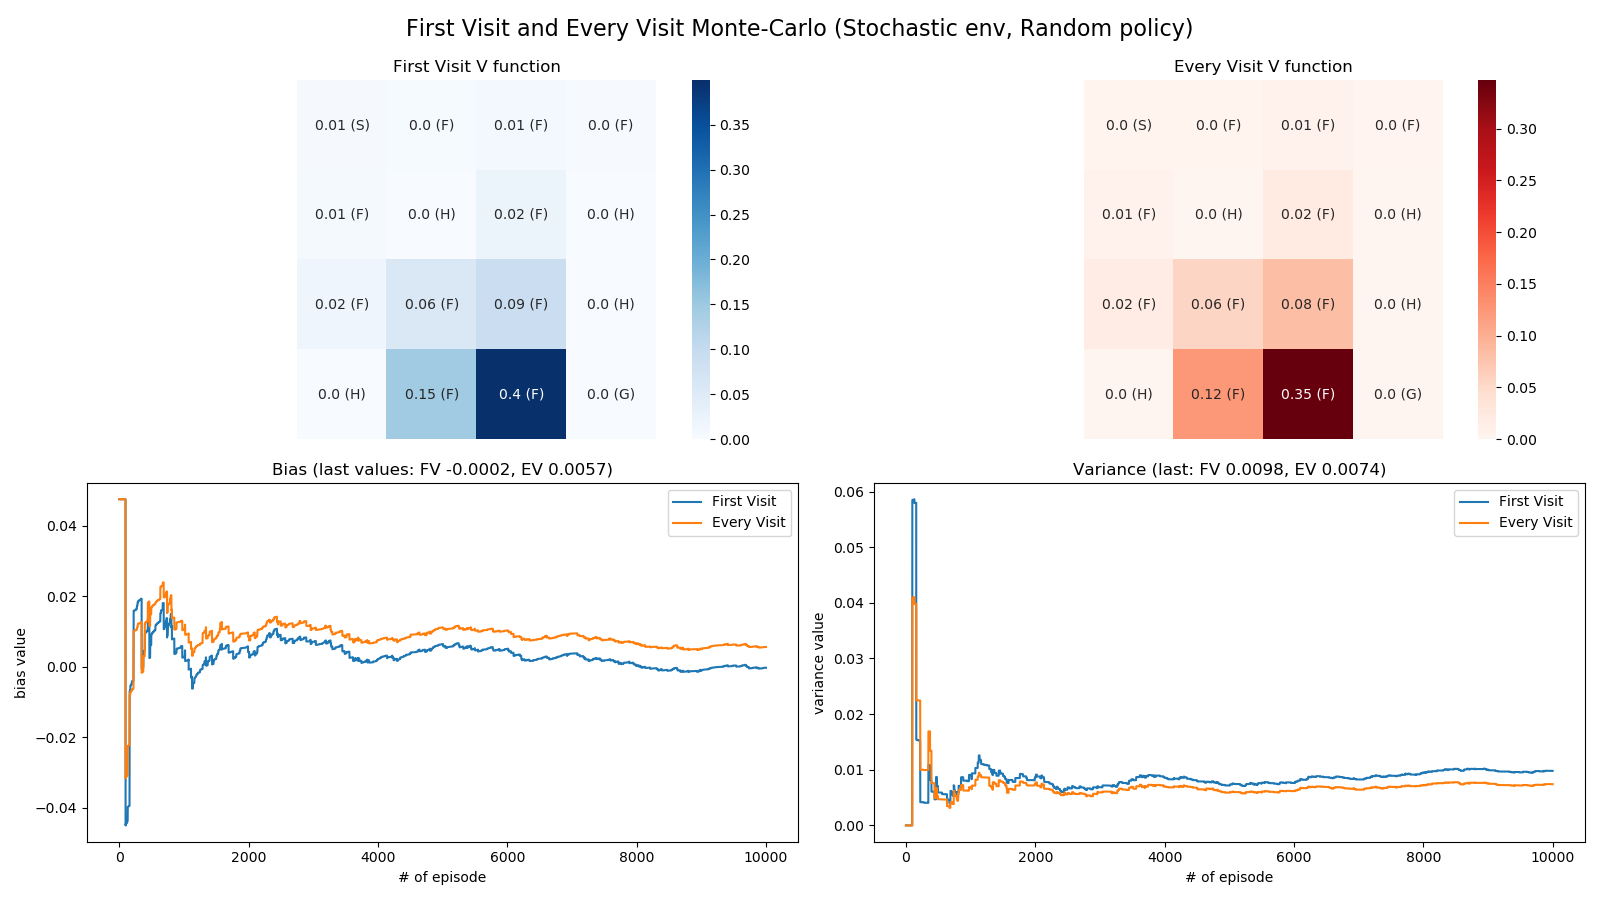 First Visit and Every Visit Monte-Carlo (Stochastic env, Random policy)
First Visit V function
0.01 (S) 0.0 (F) 0.01 (F) 0.0 (F)
0.01 (F) 0.0 (H) 0.02 (F) 0.0 (H)
0.02 (F) 0.06 (F) 0.09 (F) 0.0 (H)
0.0 (H) 0.15 (F) 0.4 (F) 0.0 (G)
0.35
0.30
0.25
0.20
0.15
0.10
0.05
0.00
Every Visit V function
0.0 (S) 0.0 (F) 0.01 (F) 0.0 (F)
0.01 (F) 0.0 (H) 0.02 (F) 0.0 (H)
0.02 (F) 0.06 (F) 0.08 (F) 0.0 (H)
0.0 (H) 0.12 (F) 0.35 (F) 0.0 (G)
0.30
0.25
0.20
0.15
0.10
0.05
0.00
Bias (last values: FV -0.0002, EV 0.0057)
First Visit
Every Visit
bias value
0.04
0.02
0.00
−0.02
−0.04
0 2000 4000 6000 8000 10000
# of episode
Variance (last: FV 0.0098, EV 0.0074)
First Visit
Every Visit
variance value
0.06
0.05
0.04
0.03
0.02
0.01
0.00
0 2000 4000 6000 8000 10000
# of episode